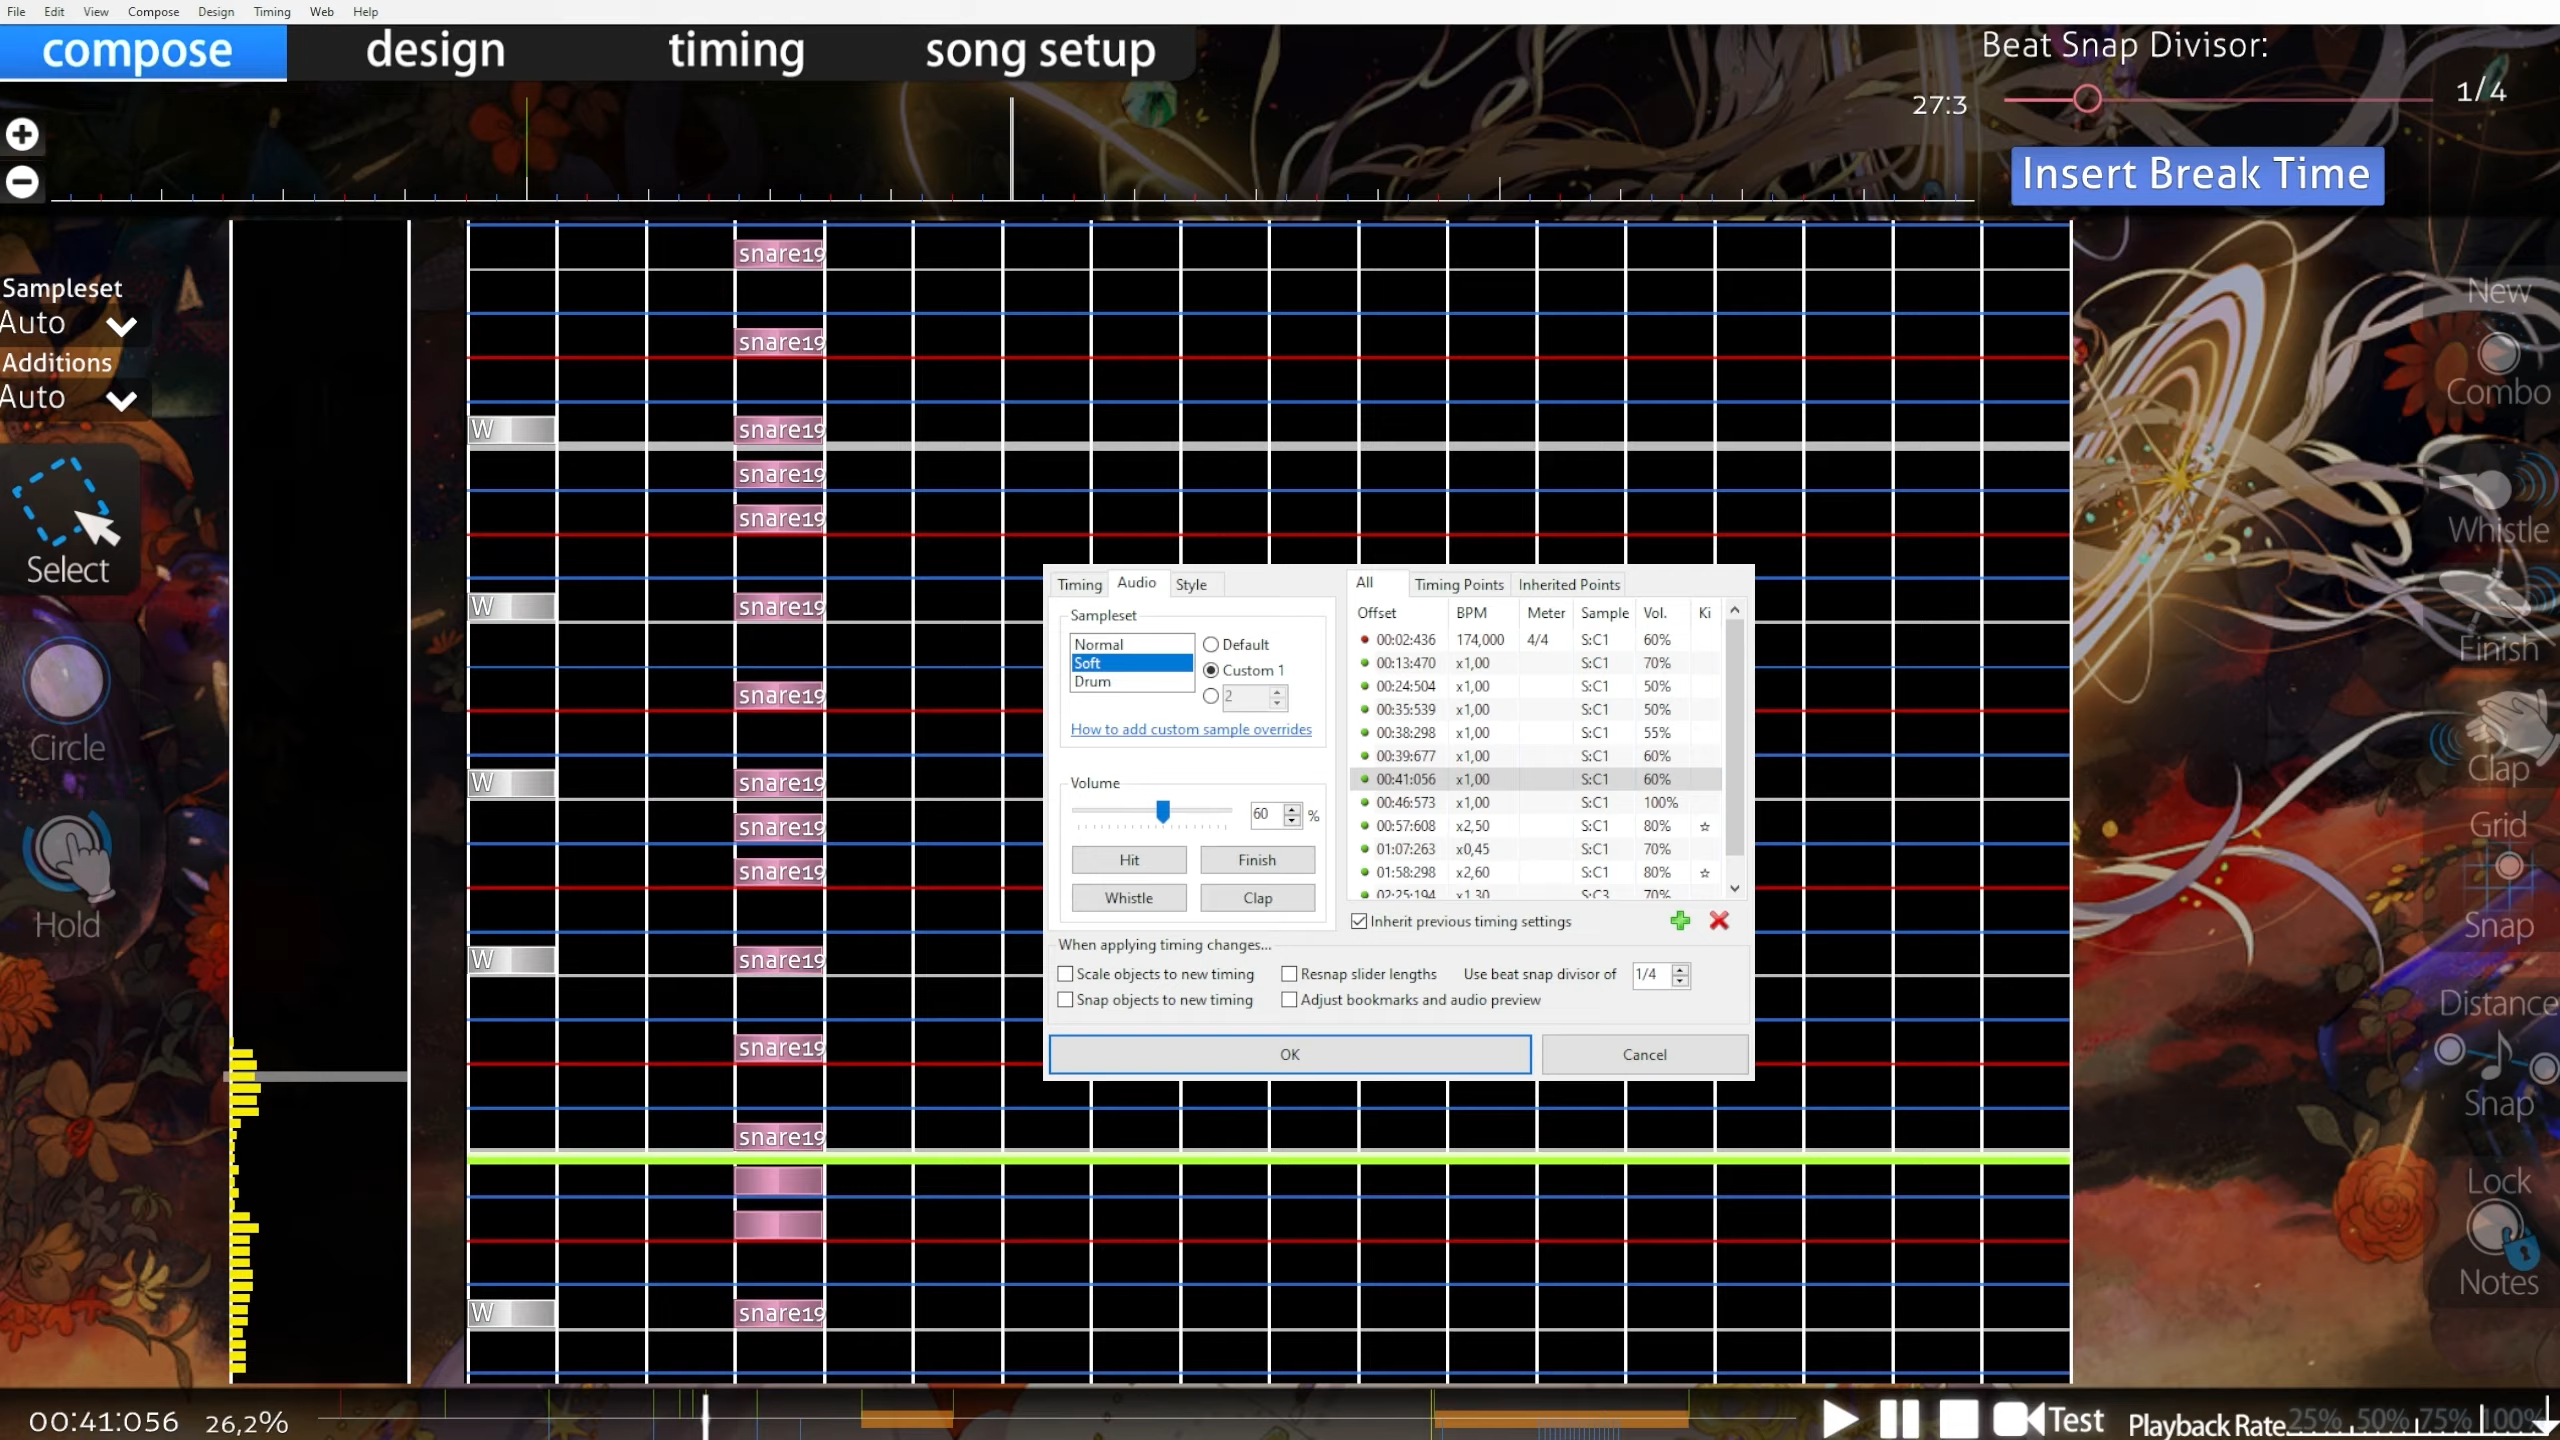 File Edit View Compose Design Timing Web Help
compose design timing song setup
Beat Snap Divisor:
27:3
1/4
Insert Break Time
Sampleset
Auto
Additions
Auto
Select
Circle
Hold
snare19
snare19
W snare19
snare19
snare19
W snare19
snare19
W snare19
snare19
snare19
W snare19
snare19
snare19
W snare19
Timing Audio Style
Sampleset
Normal
Soft
Drum
Default
Custom 1
2
How to add custom sample overrides
Volume
60 %
Hit Finish
Whistle Clap
All Timing Points Inherited Points
Offset BPM Meter Sample Vol. Ki
00:02:436 174,000 4/4 S:C1 60%
00:13:470 x1,00 S:C1 70%
00:24:504 x1,00 S:C1 50%
00:35:539 x1,00 S:C1 50%
00:38:298 x1,00 S:C1 55%
00:39:677 x1,00 S:C1 60%
00:41:056 x1,00 S:C1 60%
00:46:573 x1,00 S:C1 100%
00:57:608 x2,50 S:C1 80% ☆
01:07:263 x0,45 S:C1 70%
01:58:298 x2,60 S:C1 80% ☆
02:25:194 x1,30 S:C3 70%
Inherit previous timing settings
When applying timing changes...
Scale objects to new timing Resnap slider lengths Use beat snap divisor of 1/4
Snap objects to new timing Adjust bookmarks and audio preview
OK Cancel
New
Combo
Whistle
Finish
Clap
Grid
Snap
Distance
Snap
Lock
Notes
00:41:056 26,2%
Test
Playback Rate 25% 50% 75% 100%